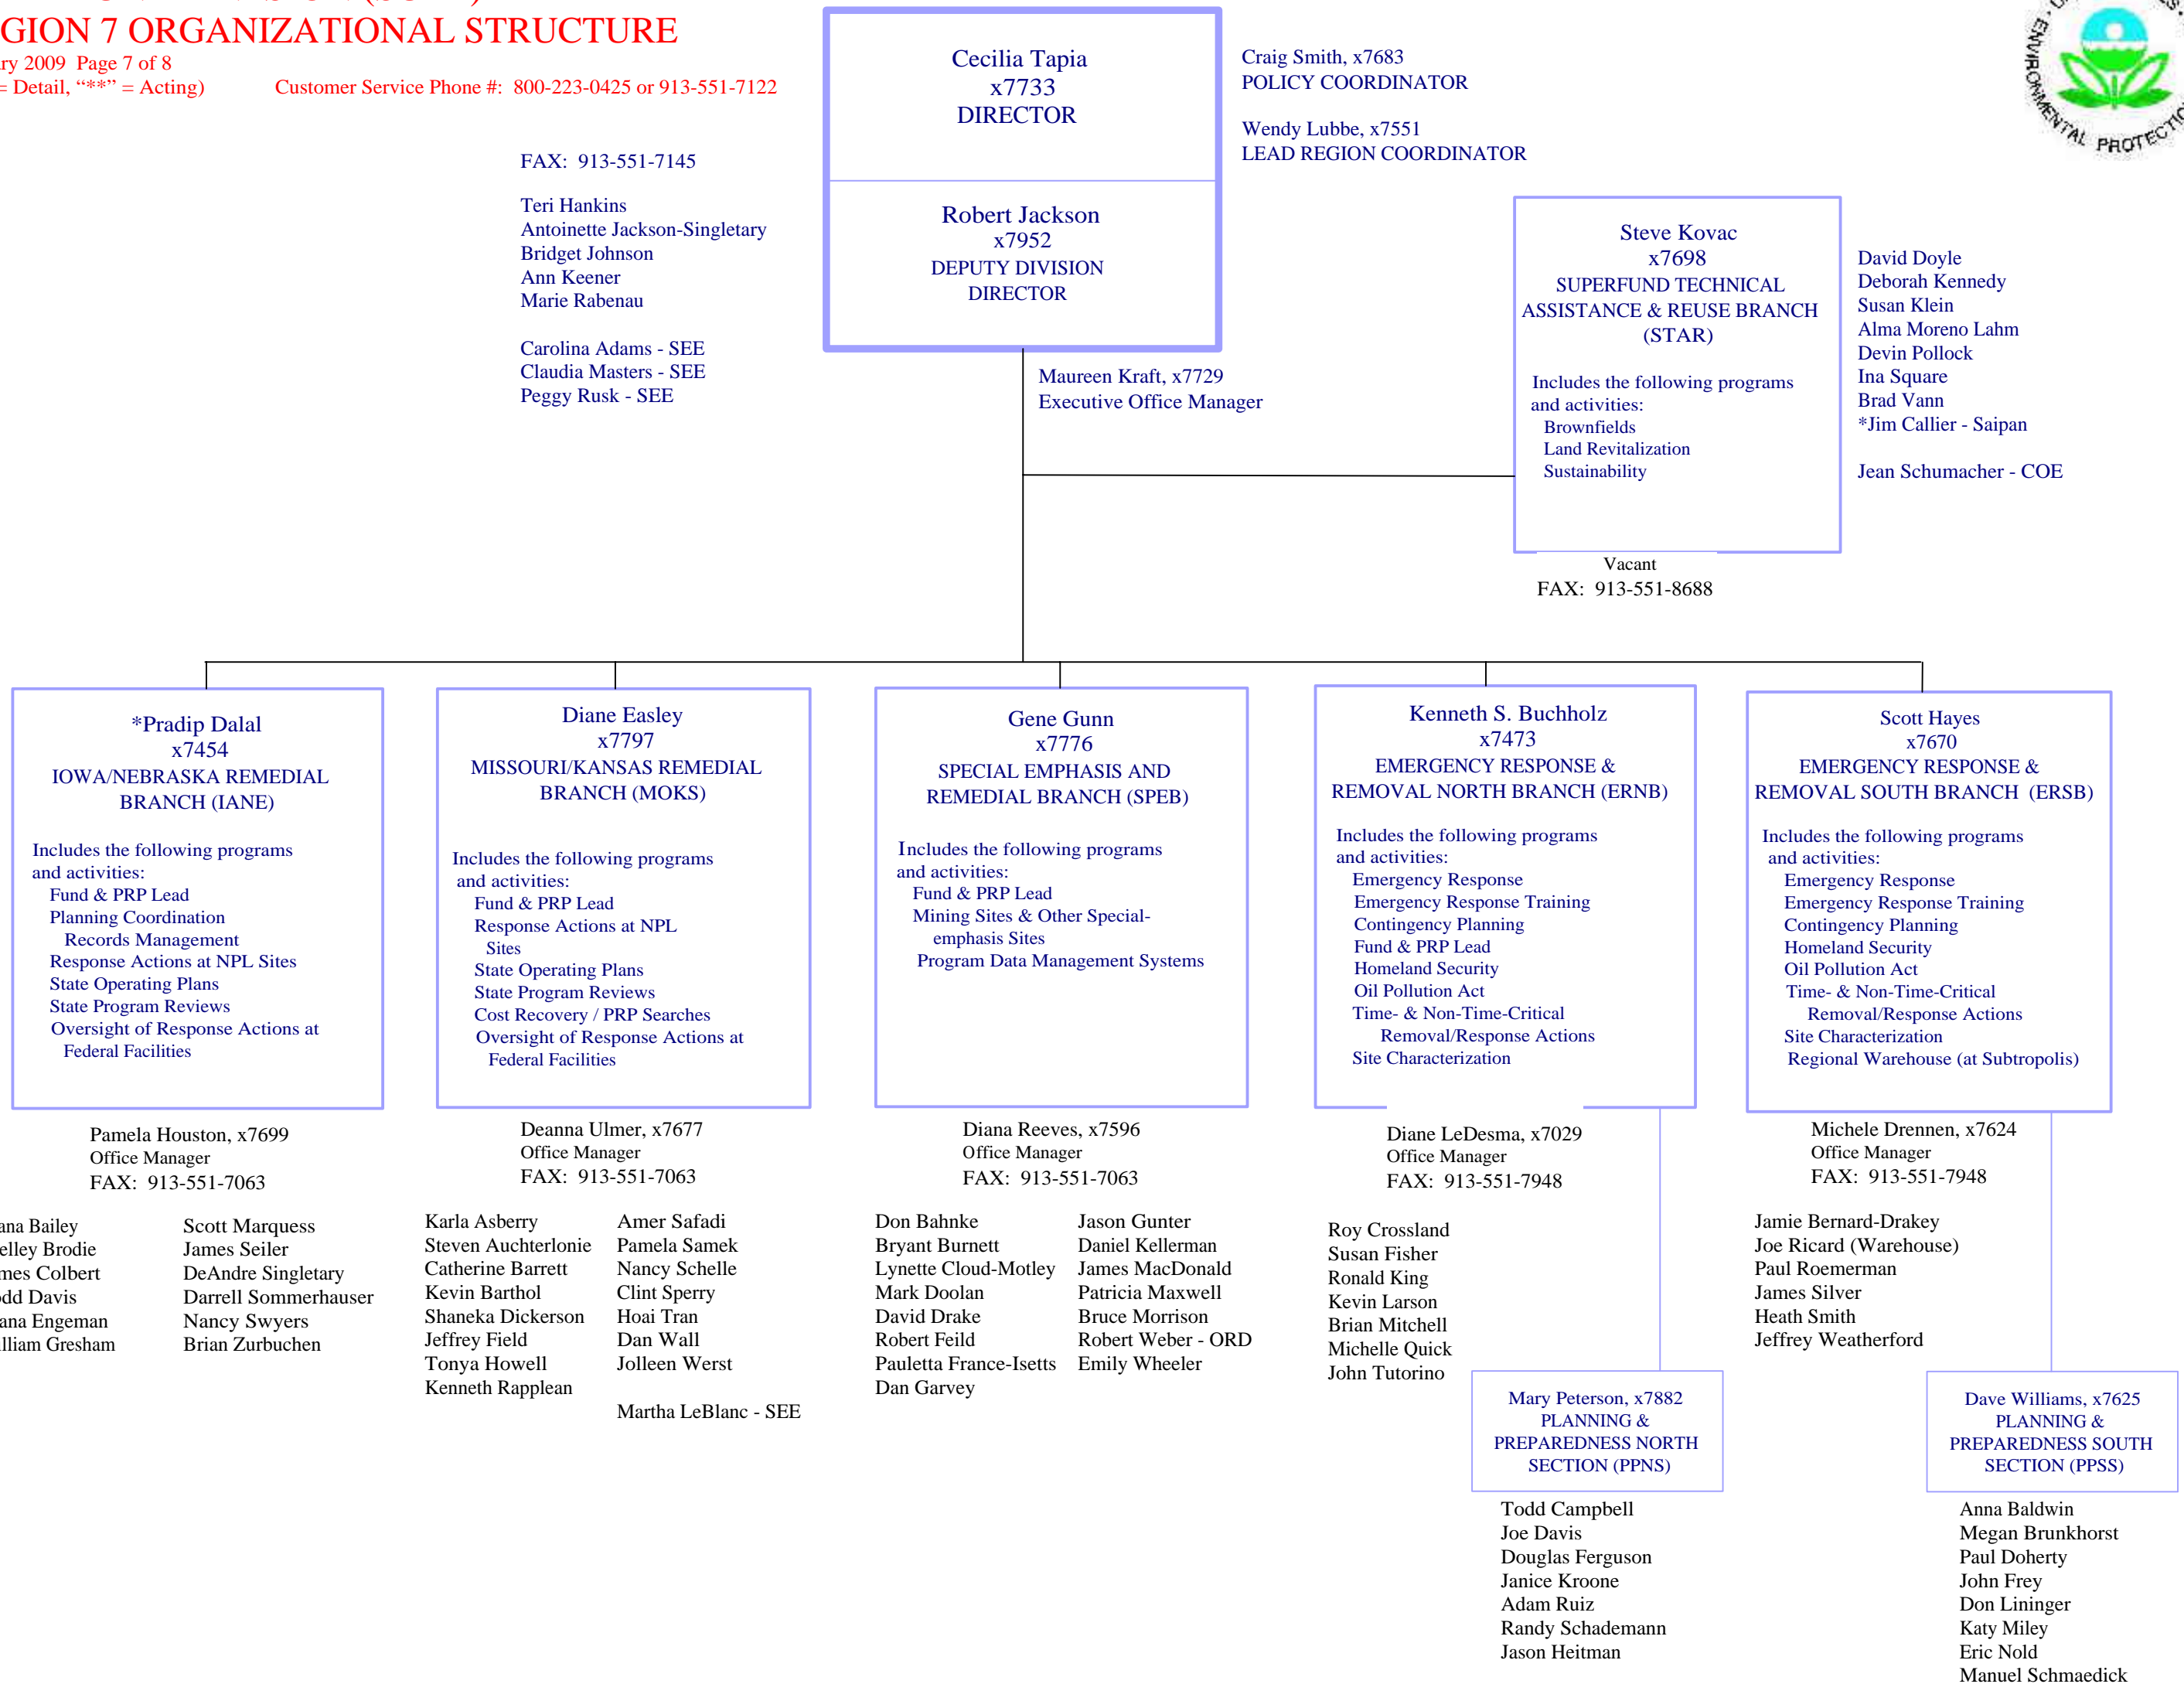 GION 7 ORGANIZATIONAL STRUCTURE
ry 2009 Page 7 of 8
= Detail, “**” = Acting)
Customer Service Phone #: 800-223-0425 or 913-551-7122
Cecilia Tapia
x7733
DIRECTOR
Robert Jackson
x7952
DEPUTY DIVISION
DIRECTOR
Craig Smith, x7683
POLICY COORDINATOR
Wendy Lubbe, x7551
LEAD REGION COORDINATOR
ENVIRONMENTAL PROTECTIO
FAX: 913-551-7145
Teri Hankins
Antoinette Jackson-Singletary
Bridget Johnson
Ann Keener
Marie Rabenau
Carolina Adams - SEE
Claudia Masters - SEE
Peggy Rusk - SEE
Maureen Kraft, x7729
Executive Office Manager
Steve Kovac
x7698
SUPERFUND TECHNICAL
ASSISTANCE & REUSE BRANCH
(STAR)
Includes the following programs
and activities:
Brownfields
Land Revitalization
Sustainability
Vacant
FAX: 913-551-8688
David Doyle
Deborah Kennedy
Susan Klein
Alma Moreno Lahm
Devin Pollock
Ina Square
Brad Vann
*Jim Callier - Saipan
Jean Schumacher - COE
*Pradip Dalal
x7454
IOWA/NEBRASKA REMEDIAL
BRANCH (IANE)
Includes the following programs
and activities:
Fund & PRP Lead
Planning Coordination
Records Management
Response Actions at NPL Sites
State Operating Plans
State Program Reviews
Oversight of Response Actions at
Federal Facilities
Pamela Houston, x7699
Office Manager
FAX: 913-551-7063
ana Bailey
elley Brodie
mes Colbert
odd Davis
ana Engeman
lliam Gresham
Scott Marquess
James Seiler
DeAndre Singletary
Darrell Sommerhauser
Nancy Swyers
Brian Zurbuchen
Diane Easley
x7797
MISSOURI/KANSAS REMEDIAL
BRANCH (MOKS)
Includes the following programs
and activities:
Fund & PRP Lead
Response Actions at NPL
Sites
State Operating Plans
State Program Reviews
Cost Recovery / PRP Searches
Oversight of Response Actions at
Federal Facilities
Deanna Ulmer, x7677
Office Manager
FAX: 913-551-7063
Karla Asberry
Steven Auchterlonie
Catherine Barrett
Kevin Barthol
Shaneka Dickerson
Jeffrey Field
Tonya Howell
Kenneth Rapplean
Amer Safadi
Pamela Samek
Nancy Schelle
Clint Sperry
Hoai Tran
Dan Wall
Jolleen Werst
Martha LeBlanc - SEE
Gene Gunn
x7776
SPECIAL EMPHASIS AND
REMEDIAL BRANCH (SPEB)
Includes the following programs
and activities:
Fund & PRP Lead
Mining Sites & Other Special-
emphasis Sites
Program Data Management Systems
Diana Reeves, x7596
Office Manager
FAX: 913-551-7063
Don Bahnke
Bryant Burnett
Lynette Cloud-Motley
Mark Doolan
David Drake
Robert Feild
Pauletta France-Isetts
Dan Garvey
Jason Gunter
Daniel Kellerman
James MacDonald
Patricia Maxwell
Bruce Morrison
Robert Weber - ORD
Emily Wheeler
Kenneth S. Buchholz
x7473
EMERGENCY RESPONSE &
REMOVAL NORTH BRANCH (ERNB)
Includes the following programs
and activities:
Emergency Response
Emergency Response Training
Contingency Planning
Fund & PRP Lead
Homeland Security
Oil Pollution Act
Time- & Non-Time-Critical
Removal/Response Actions
Site Characterization
Diane LeDesma, x7029
Office Manager
FAX: 913-551-7948
Roy Crossland
Susan Fisher
Ronald King
Kevin Larson
Brian Mitchell
Michelle Quick
John Tutorino
Mary Peterson, x7882
PLANNING &
PREPAREDNESS NORTH
SECTION (PPNS)
Todd Campbell
Joe Davis
Douglas Ferguson
Janice Kroone
Adam Ruiz
Randy Schademann
Jason Heitman
Scott Hayes
x7670
EMERGENCY RESPONSE &
REMOVAL SOUTH BRANCH (ERSB)
Includes the following programs
and activities:
Emergency Response
Emergency Response Training
Contingency Planning
Homeland Security
Oil Pollution Act
Time- & Non-Time-Critical
Removal/Response Actions
Site Characterization
Regional Warehouse (at Subtropolis)
Michele Drennen, x7624
Office Manager
FAX: 913-551-7948
Jamie Bernard-Drakey
Joe Ricard (Warehouse)
Paul Roemerman
James Silver
Heath Smith
Jeffrey Weatherford
Dave Williams, x7625
PLANNING &
PREPAREDNESS SOUTH
SECTION (PPSS)
Anna Baldwin
Megan Brunkhorst
Paul Doherty
John Frey
Don Lininger
Katy Miley
Eric Nold
Manuel Schmaedick